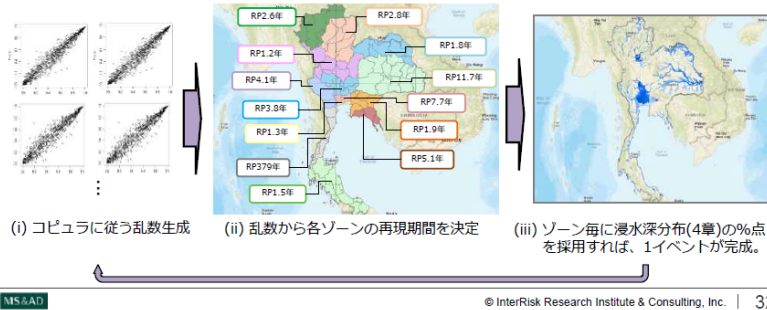 RP2.6年
RP2.8年
RP1.2年
RP1.8年
RP4.1年
RP11.7年
RP3.8年
RP7.7年
RP1.3年
RP1.9年
RP379年
RP5.1年
RP1.5年
⋮
(i) コピュラに従う乱数生成
(ii) 乱数から各ゾーンの再現期間を決定
(iii) ゾーン毎に浸水深分布(4章)の%点
を採用すれば、1イベントが完成。
MS&AD
© InterRisk Research Institute & Consulting, Inc.